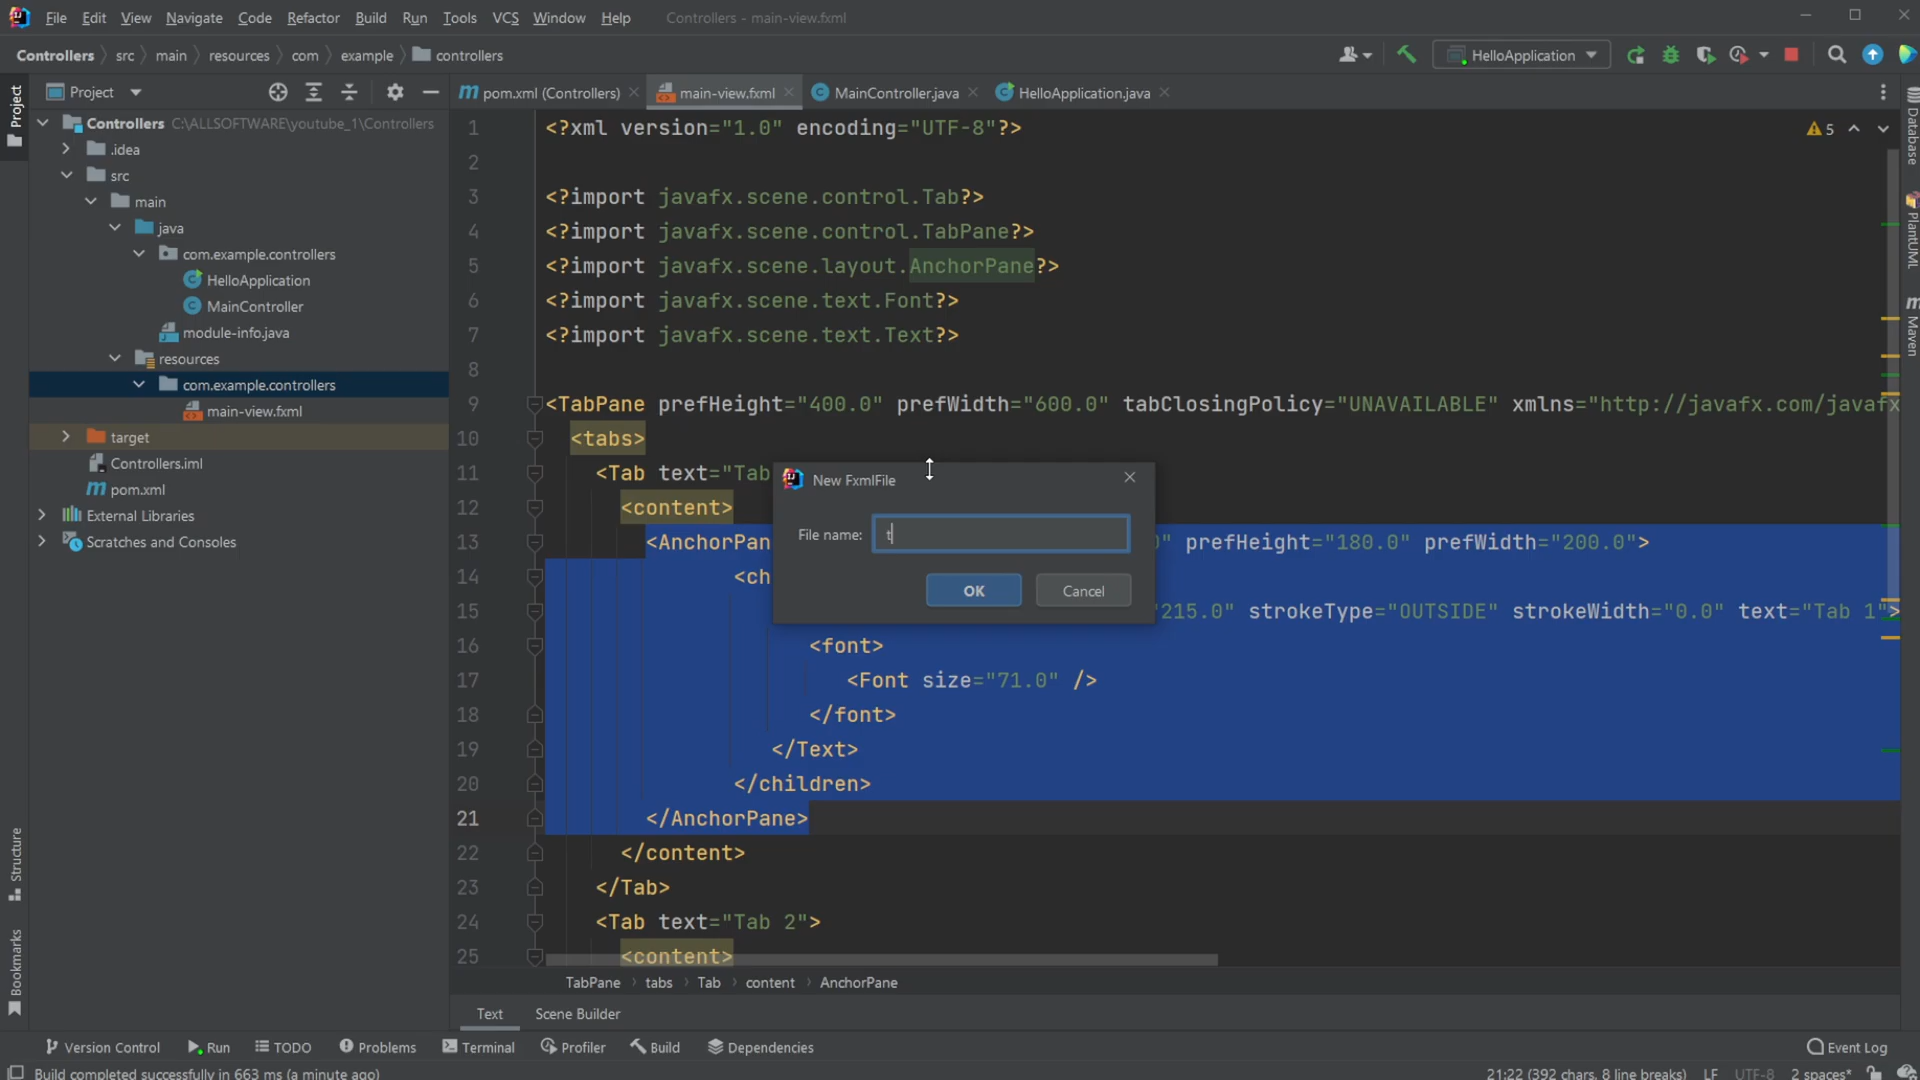 File Edit View Navigate Code Refactor Build Run Tools VCS Window Help Controllers - main-view.fxml
Controllers src main resources com example controllers HelloApplication
Project
Project
Controllers C:\ALLSOFTWARE\youtube_1\Controllers
.idea
src
main
java
com.example.controllers
HelloApplication
MainController
module-info.java
resources
com.example.controllers
main-view.fxml
target
Controllers.iml
pom.xml
External Libraries
Scratches and Consoles
Structure
Bookmarks
pom.xml (Controllers) main-view.fxml MainController.java HelloApplication.java
5
1 <?xml version="1.0" encoding="UTF-8"?>
2
3 <?import javafx.scene.control.Tab?>
4 <?import javafx.scene.control.TabPane?>
5 <?import javafx.scene.layout.AnchorPane?>
6 <?import javafx.scene.text.Font?>
7 <?import javafx.scene.text.Text?>
8
9 <TabPane prefHeight="400.0" prefWidth="600.0" tabClosingPolicy="UNAVAILABLE" xmlns="http://javafx.com/javafx
10 <tabs>
11 <Tab text="Tab
12 <content>
13 <AnchorPan 0" prefHeight="180.0" prefWidth="200.0">
14 <ch
15 "215.0" strokeType="OUTSIDE" strokeWidth="0.0" text="Tab 1">
16 <font>
17 <Font size="71.0" />
18 </font>
19 </Text>
20 </children>
21 </AnchorPane>
22 </content>
23 </Tab>
24 <Tab text="Tab 2">
25 <content>
New FxmlFile
File name: t
OK Cancel
TabPane tabs Tab content AnchorPane
Text Scene Builder
Database
PlantUML
Maven
Version Control Run TODO Problems Terminal Profiler Build Dependencies Event Log
Build completed successfully in 663 ms (a minute ago) 21:22 (392 chars, 8 line breaks) LF UTF-8 2 spaces*